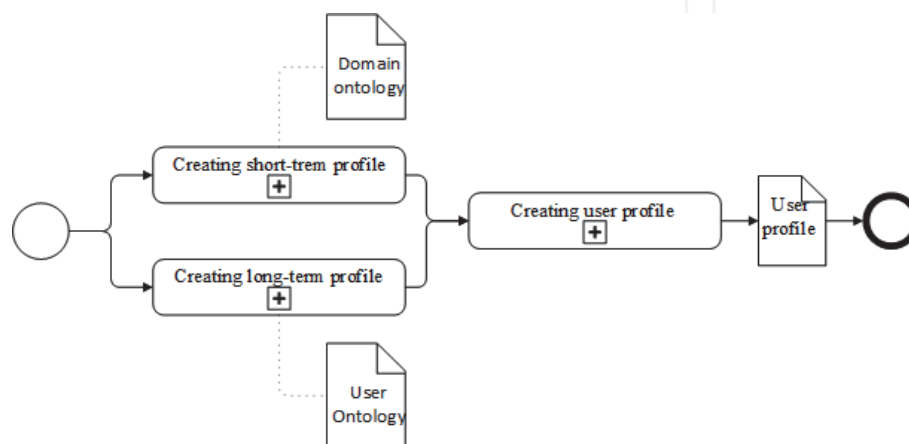 Domain
ontology
Creating short-trem profile
Creating user profile
User
profile
Creating long-term profile
User
Ontology